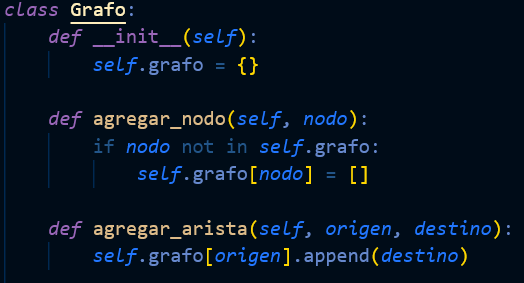 class Grafo:
    def __init__(self):
        self.grafo = {}

    def agregar_nodo(self, nodo):
        if nodo not in self.grafo:
            self.grafo[nodo] = []

    def agregar_arista(self, origen, destino):
        self.grafo[origen].append(destino)